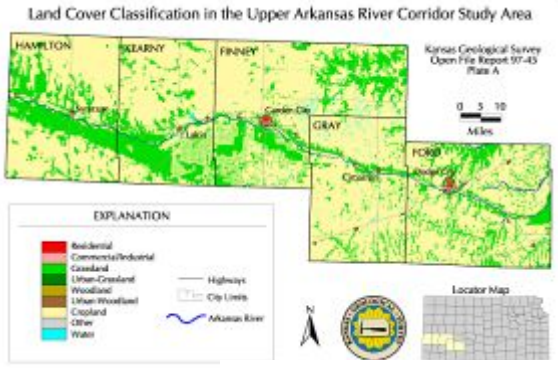 Land Cover Classification in the Upper Arkansas River Corridor Study Area
HAMILTON
KEARNY
FINNEY
Kansas Geological Survey
Open File Report 97-45
Plate A
0 5 10
Miles
Syracuse
Lakin
Garden City
GRAY
FORD
Cimarron
Dodge City
EXPLANATION
Residential
Commercial/Industrial
Grassland
Urban-Grassland
Woodland
Urban-Woodland
Cropland
Other
Water
Highways
City Limits
Arkansas River
N
Locator Map